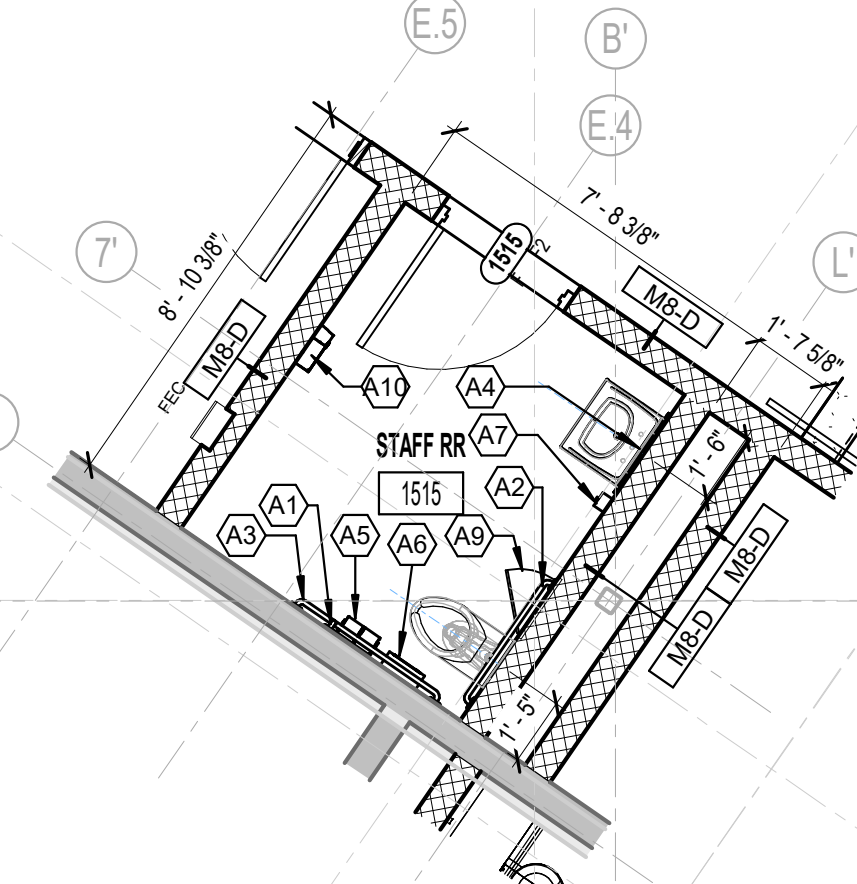 E.5
B'
E.4
7' - 8 3/8"
7'
L'
1515
F2
8' - 10 3/8"
M8-D
1' - 7 5/8"
M8-D
FEC
A10
A4
STAFF RR
A7
1' - 6"
1515
A2
A1
A3
A5
A6
A9
M8-D
M8-D
1' - 5"